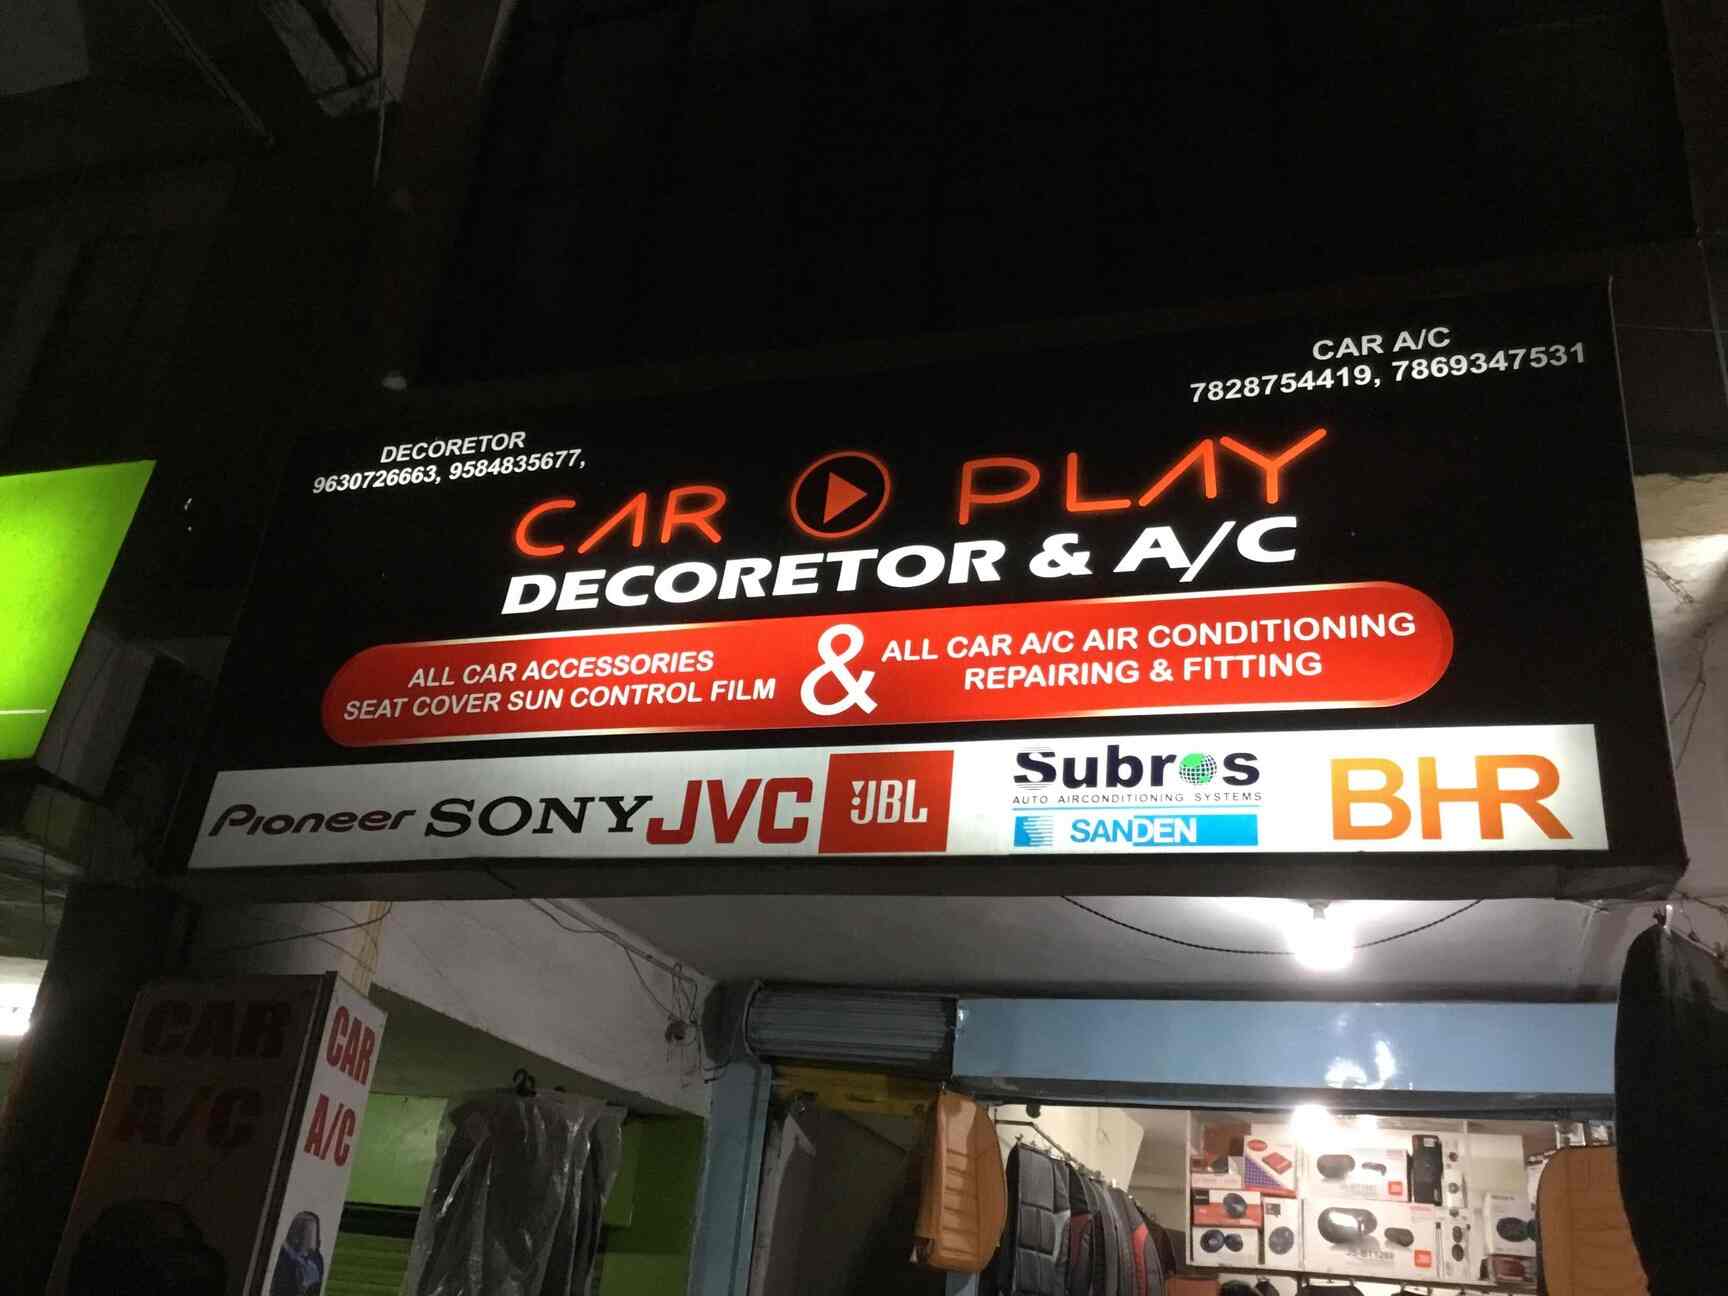 CAR A/C
7828754419, 7869347531
DECORETOR
9630726663, 9584835677,
CAR PLAY
DECORETOR & A/C
ALL CAR ACCESSORIES
SEAT COVER SUN CONTROL FILM
&
ALL CAR A/C AIR CONDITIONING
REPAIRING & FITTING
Pioneer SONY JVC JBL
Subros
AUTO AIRCONDITIONING SYSTEMS
SANDEN
BHR
CAR
A/C
CAR
A/C